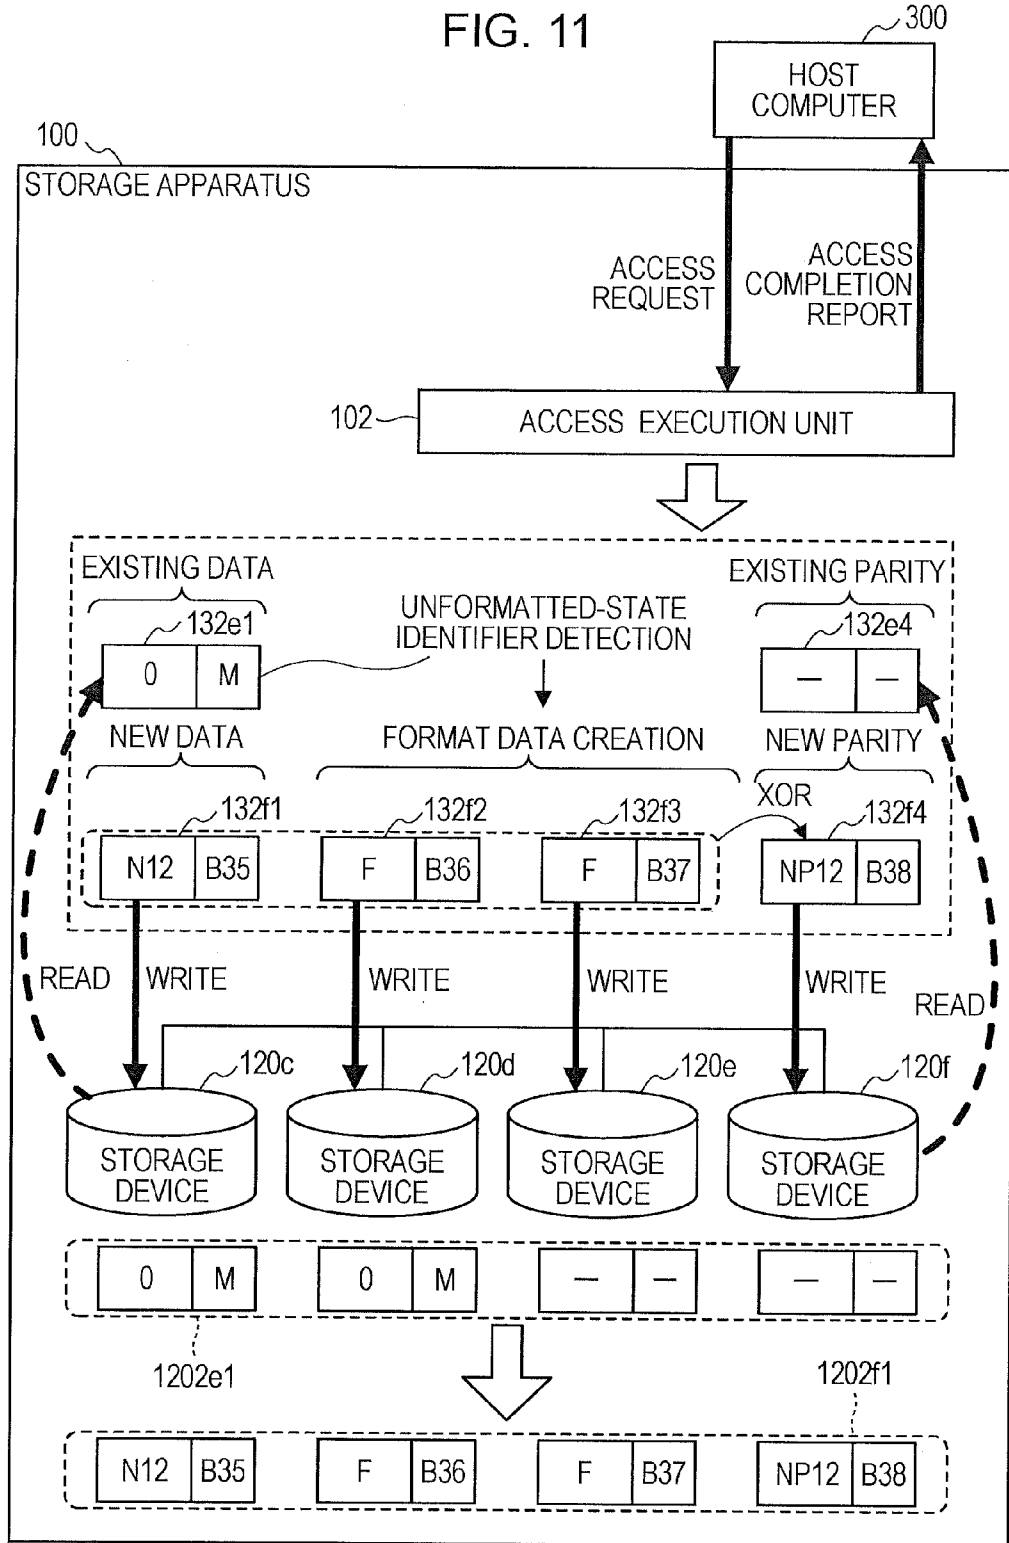 FIG. 11
300
HOST
COMPUTER
100
STORAGE APPARATUS
ACCESS
REQUEST
ACCESS
COMPLETION
REPORT
102
ACCESS EXECUTION UNIT
EXISTING DATA
EXISTING PARITY
UNFORMATTED-STATE
IDENTIFIER DETECTION
132e1
132e4
0 M
— —
NEW DATA
FORMAT DATA CREATION
NEW PARITY
XOR
132f1
132f2
132f3
132f4
N12 B35
F B36
F B37
NP12 B38
READ
WRITE
WRITE
WRITE
WRITE
READ
120c
120d
120e
120f
STORAGE
DEVICE
STORAGE
DEVICE
STORAGE
DEVICE
STORAGE
DEVICE
0 M
0 M
— —
— —
1202e1
1202f1
N12 B35
F B36
F B37
NP12 B38